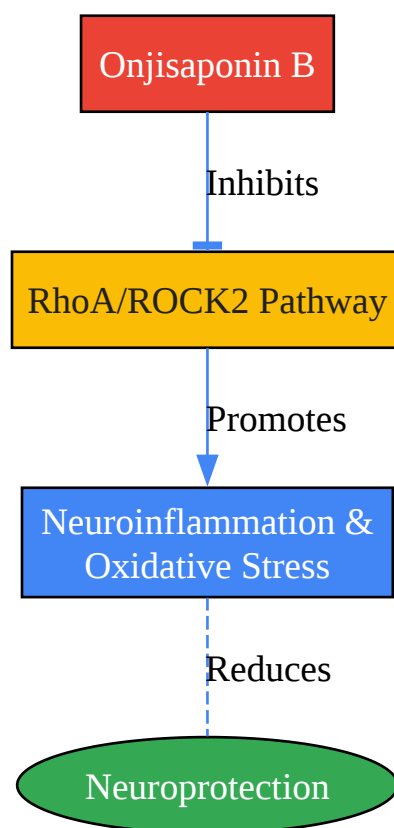 Onjisaponin B
Inhibits
RhoA/ROCK2 Pathway
Promotes
Neuroinflammation &
Oxidative Stress
Reduces
Neuroprotection